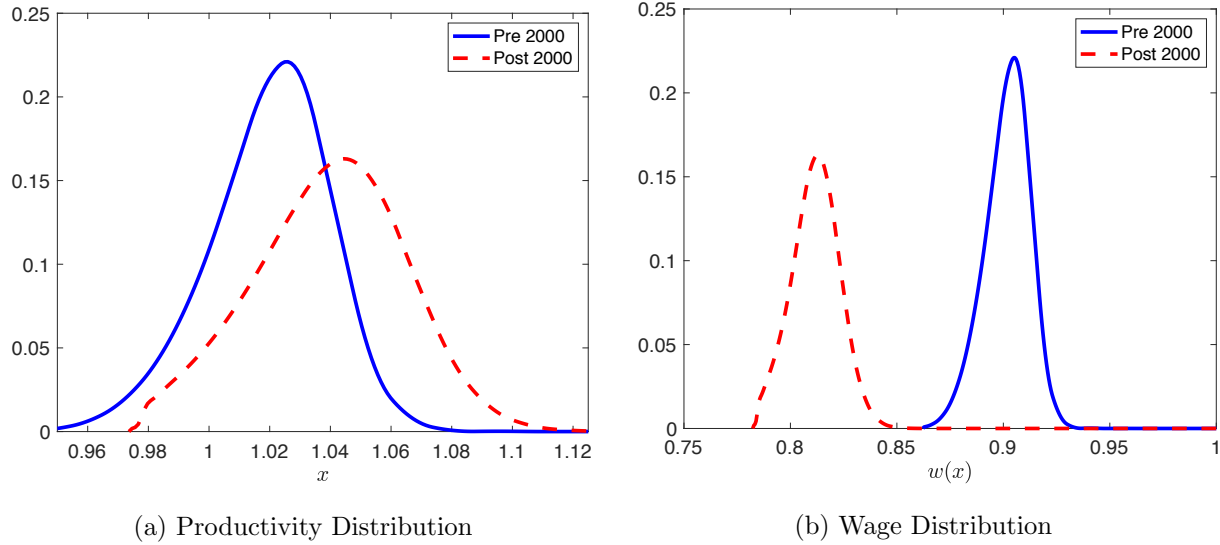 0.25
0.2
0.15
0.1
0.05
0
0.96 0.98 1 1.02 1.04 1.06 1.08 1.1 1.12
x
Pre 2000
Post 2000
(a) Productivity Distribution
0.25
0.2
0.15
0.1
0.05
0
0.75 0.8 0.85 0.9 0.95 1
w(x)
Pre 2000
Post 2000
(b) Wage Distribution